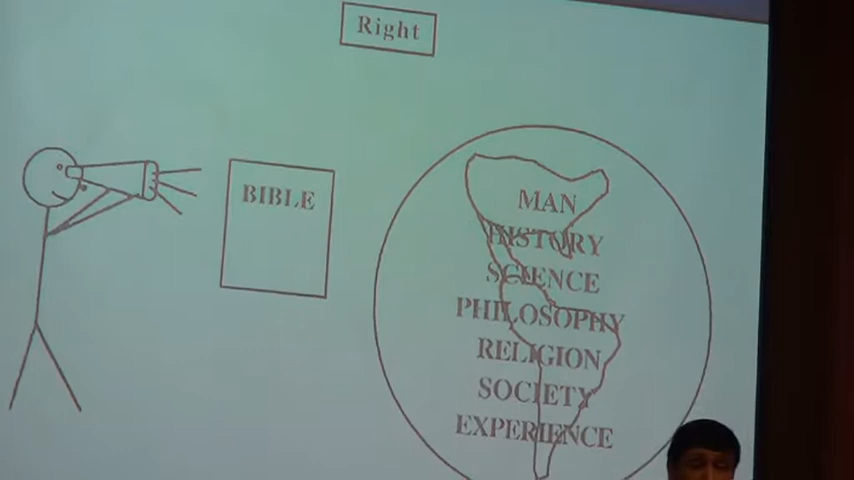 Right
BIBLE
MAN
HISTORY
SCIENCE
PHILOSOPHY
RELIGION
SOCIETY
EXPERIENCE